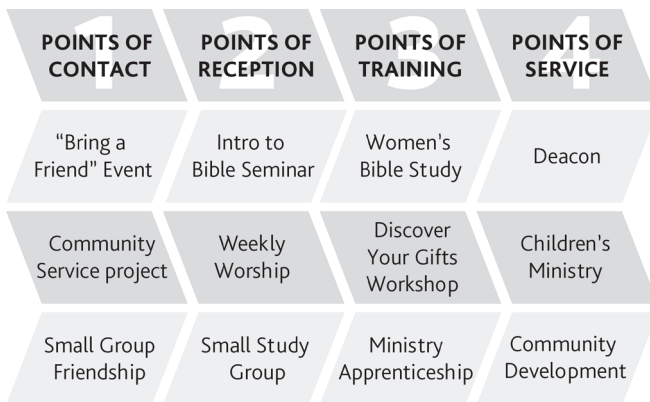 1
POINTS OF
CONTACT
2
POINTS OF
RECEPTION
3
POINTS OF
TRAINING
4
POINTS OF
SERVICE
“Bring a
Friend” Event
Intro to
Bible Seminar
Women's
Bible Study
Deacon
Community
Service project
Weekly
Worship
Discover
Your Gifts
Workshop
Children's
Ministry
Small Group
Friendship
Small Study
Group
Ministry
Apprenticeship
Community
Development